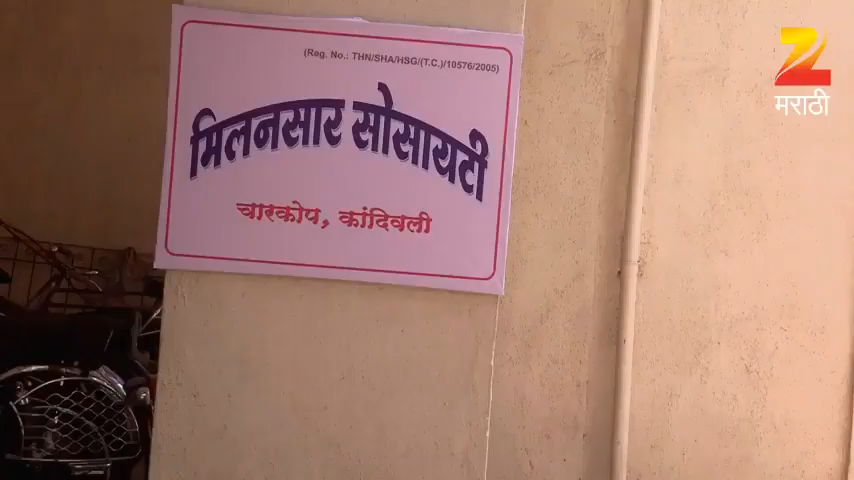 (Reg. No.: THN/SHA/HSG/(T.C.)/10576/2005)
मिलनसार सोसायटी
चारकोप, कांदिवली
Z
मराठी